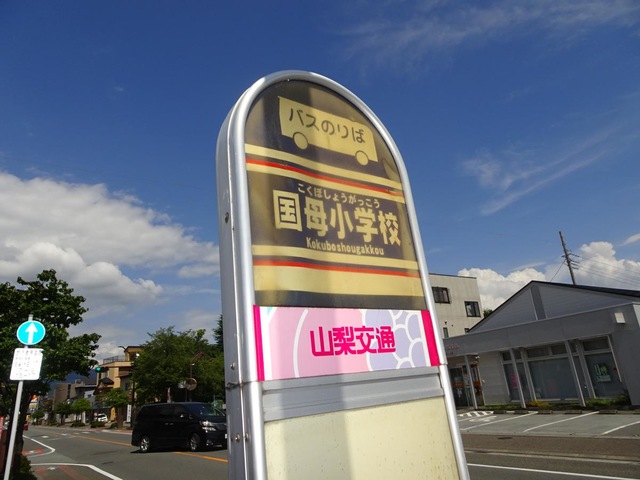 バスのりば
こくぼしょうがっこう
国母小学校
Kokuboshougakkou
山梨交通